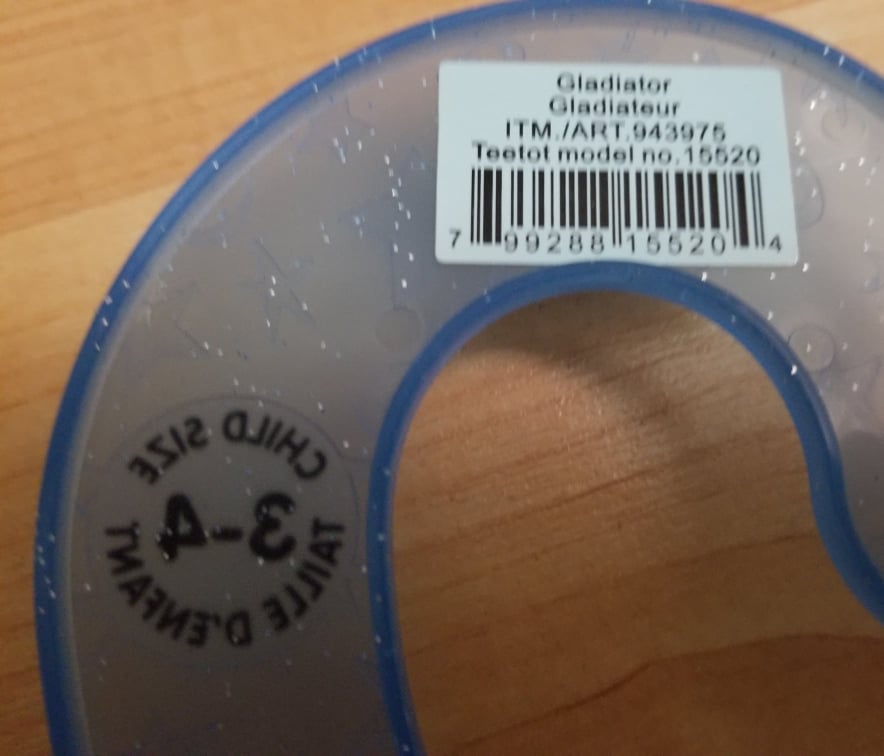 Gladiator
Gladiateur
ITM./ART.943975
Teetot model no.15520
7 99288 15520 4
CHILD SIZE
3-4
TAILLE D'ENFANT